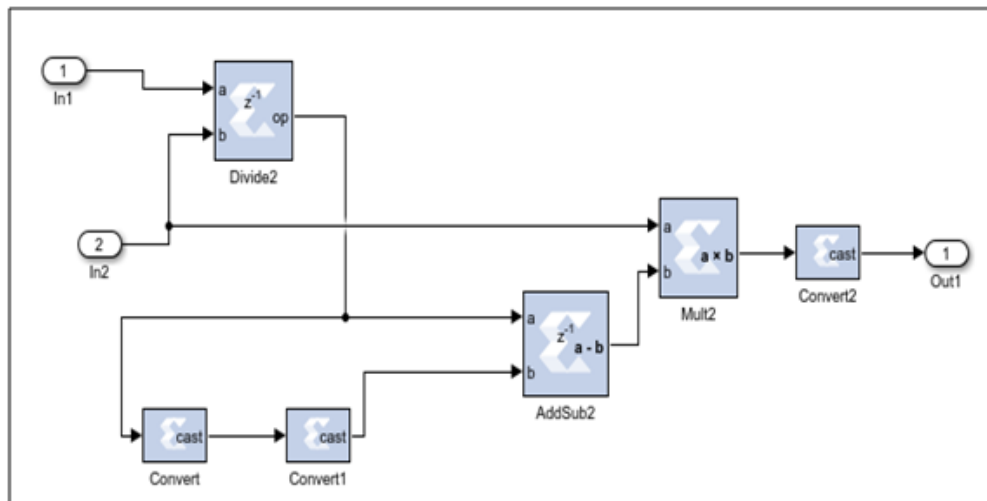 1
In1
a
b
z-1
op
Divide2
2
In2
a
b
a × b
Mult2
cast
Convert2
1
Out1
a
b
z-1
a - b
AddSub2
cast
Convert
cast
Convert1